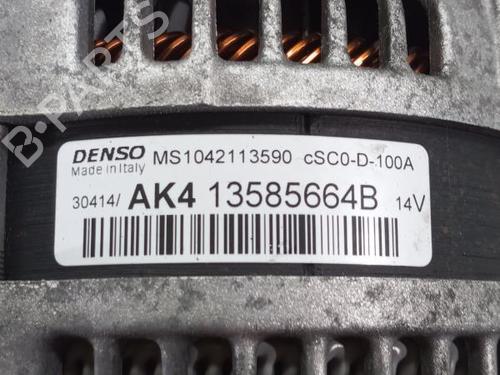 DENSO MS1042113590 cSC0-D-100A
Made in Italy
30414/ AK4 13585664B 14V
B-PARTS